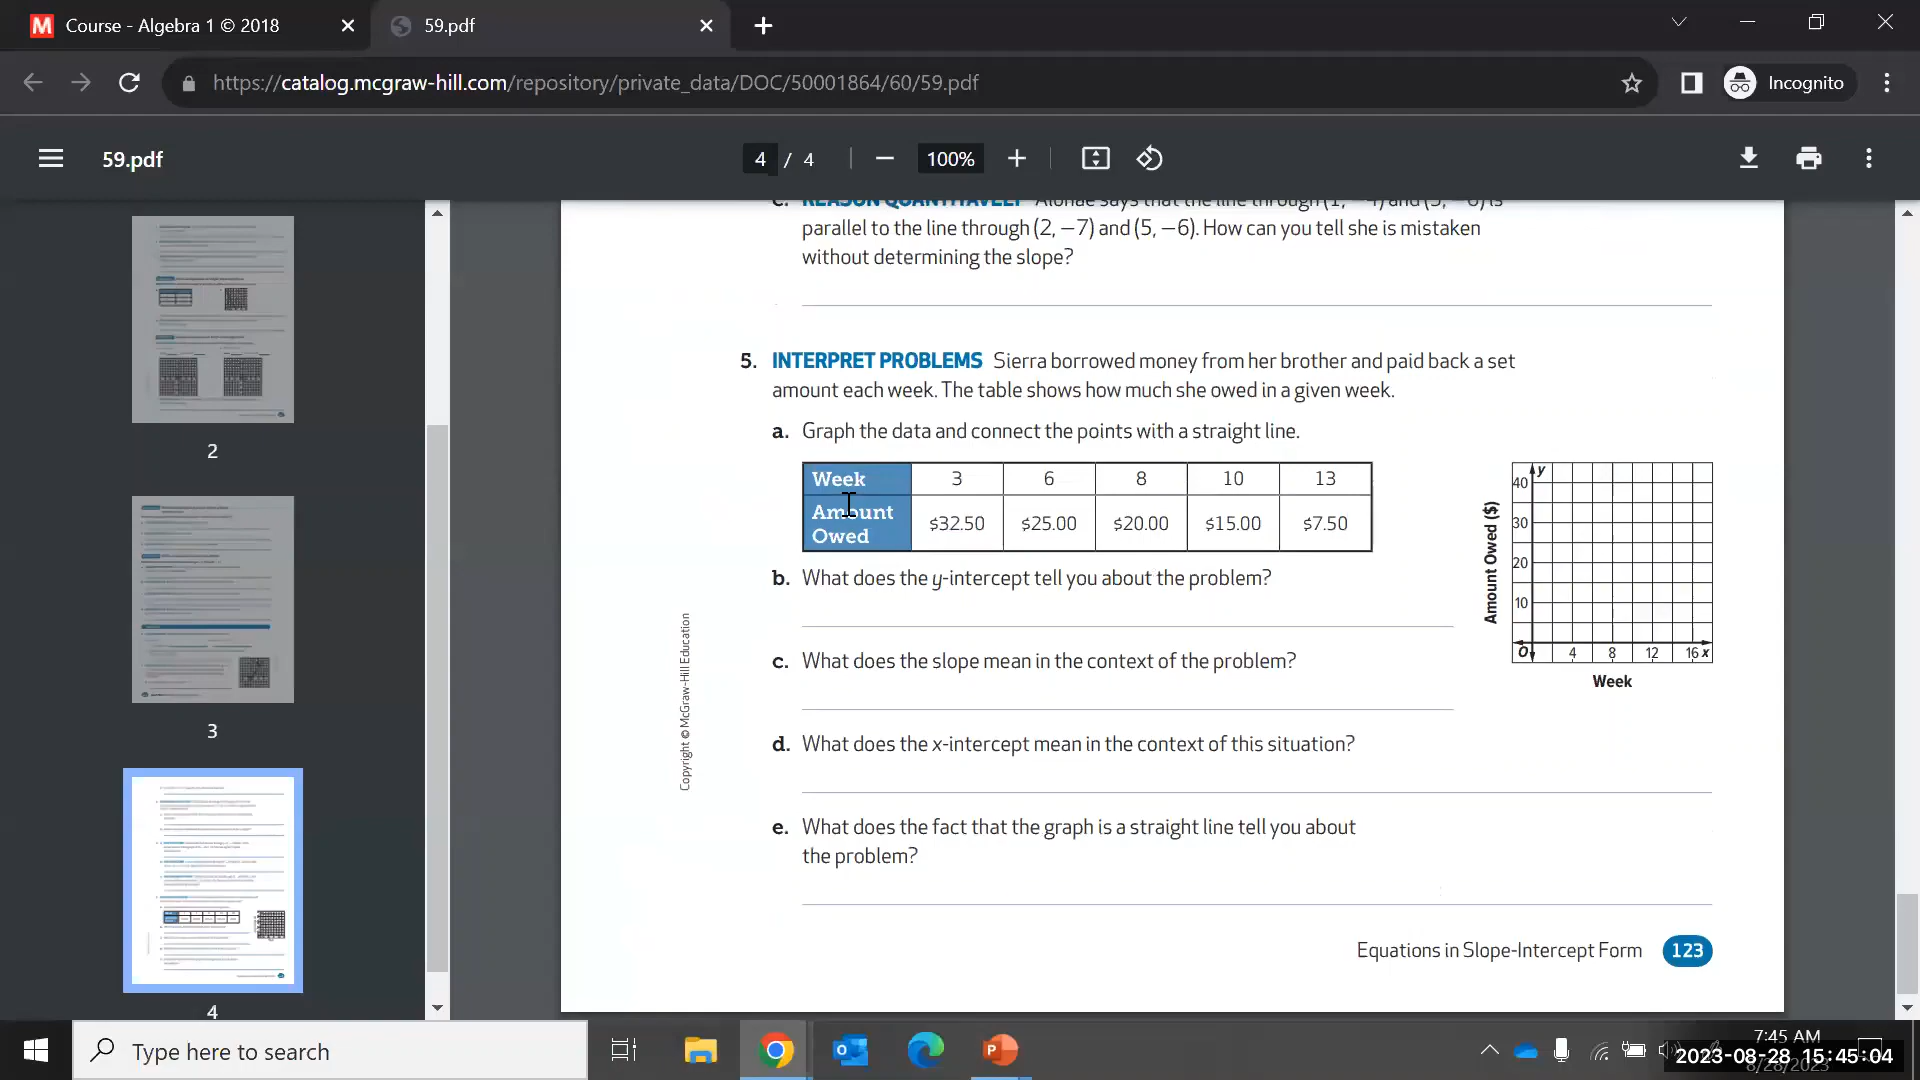 Course - Algebra 1 © 2018
59.pdf
https://catalog.mcgraw-hill.com/repository/private_data/DOC/50001864/60/59.pdf
Incognito
59.pdf
4 / 4
100%
2
3
4
c. REASON QUANTITATIVELY says that the line through (1, −4) and is
parallel to the line through (2, −7) and (5, −6). How can you tell she is mistaken
without determining the slope?
5. INTERPRET PROBLEMS Sierra borrowed money from her brother and paid back a set
amount each week. The table shows how much she owed in a given week.
a. Graph the data and connect the points with a straight line.
Week 3 6 8 10 13
Amount
Owed $32.50 $25.00 $20.00 $15.00 $7.50
y
40
30
20
10
O 4 8 12 16 x
Amount Owed ($)
Week
b. What does the y-intercept tell you about the problem?
c. What does the slope mean in the context of the problem?
d. What does the x-intercept mean in the context of this situation?
e. What does the fact that the graph is a straight line tell you about
the problem?
Copyright © McGraw-Hill Education
Equations in Slope-Intercept Form 123
Type here to search
7:45 AM
2023-08-28 15:45:04
8/28/2023